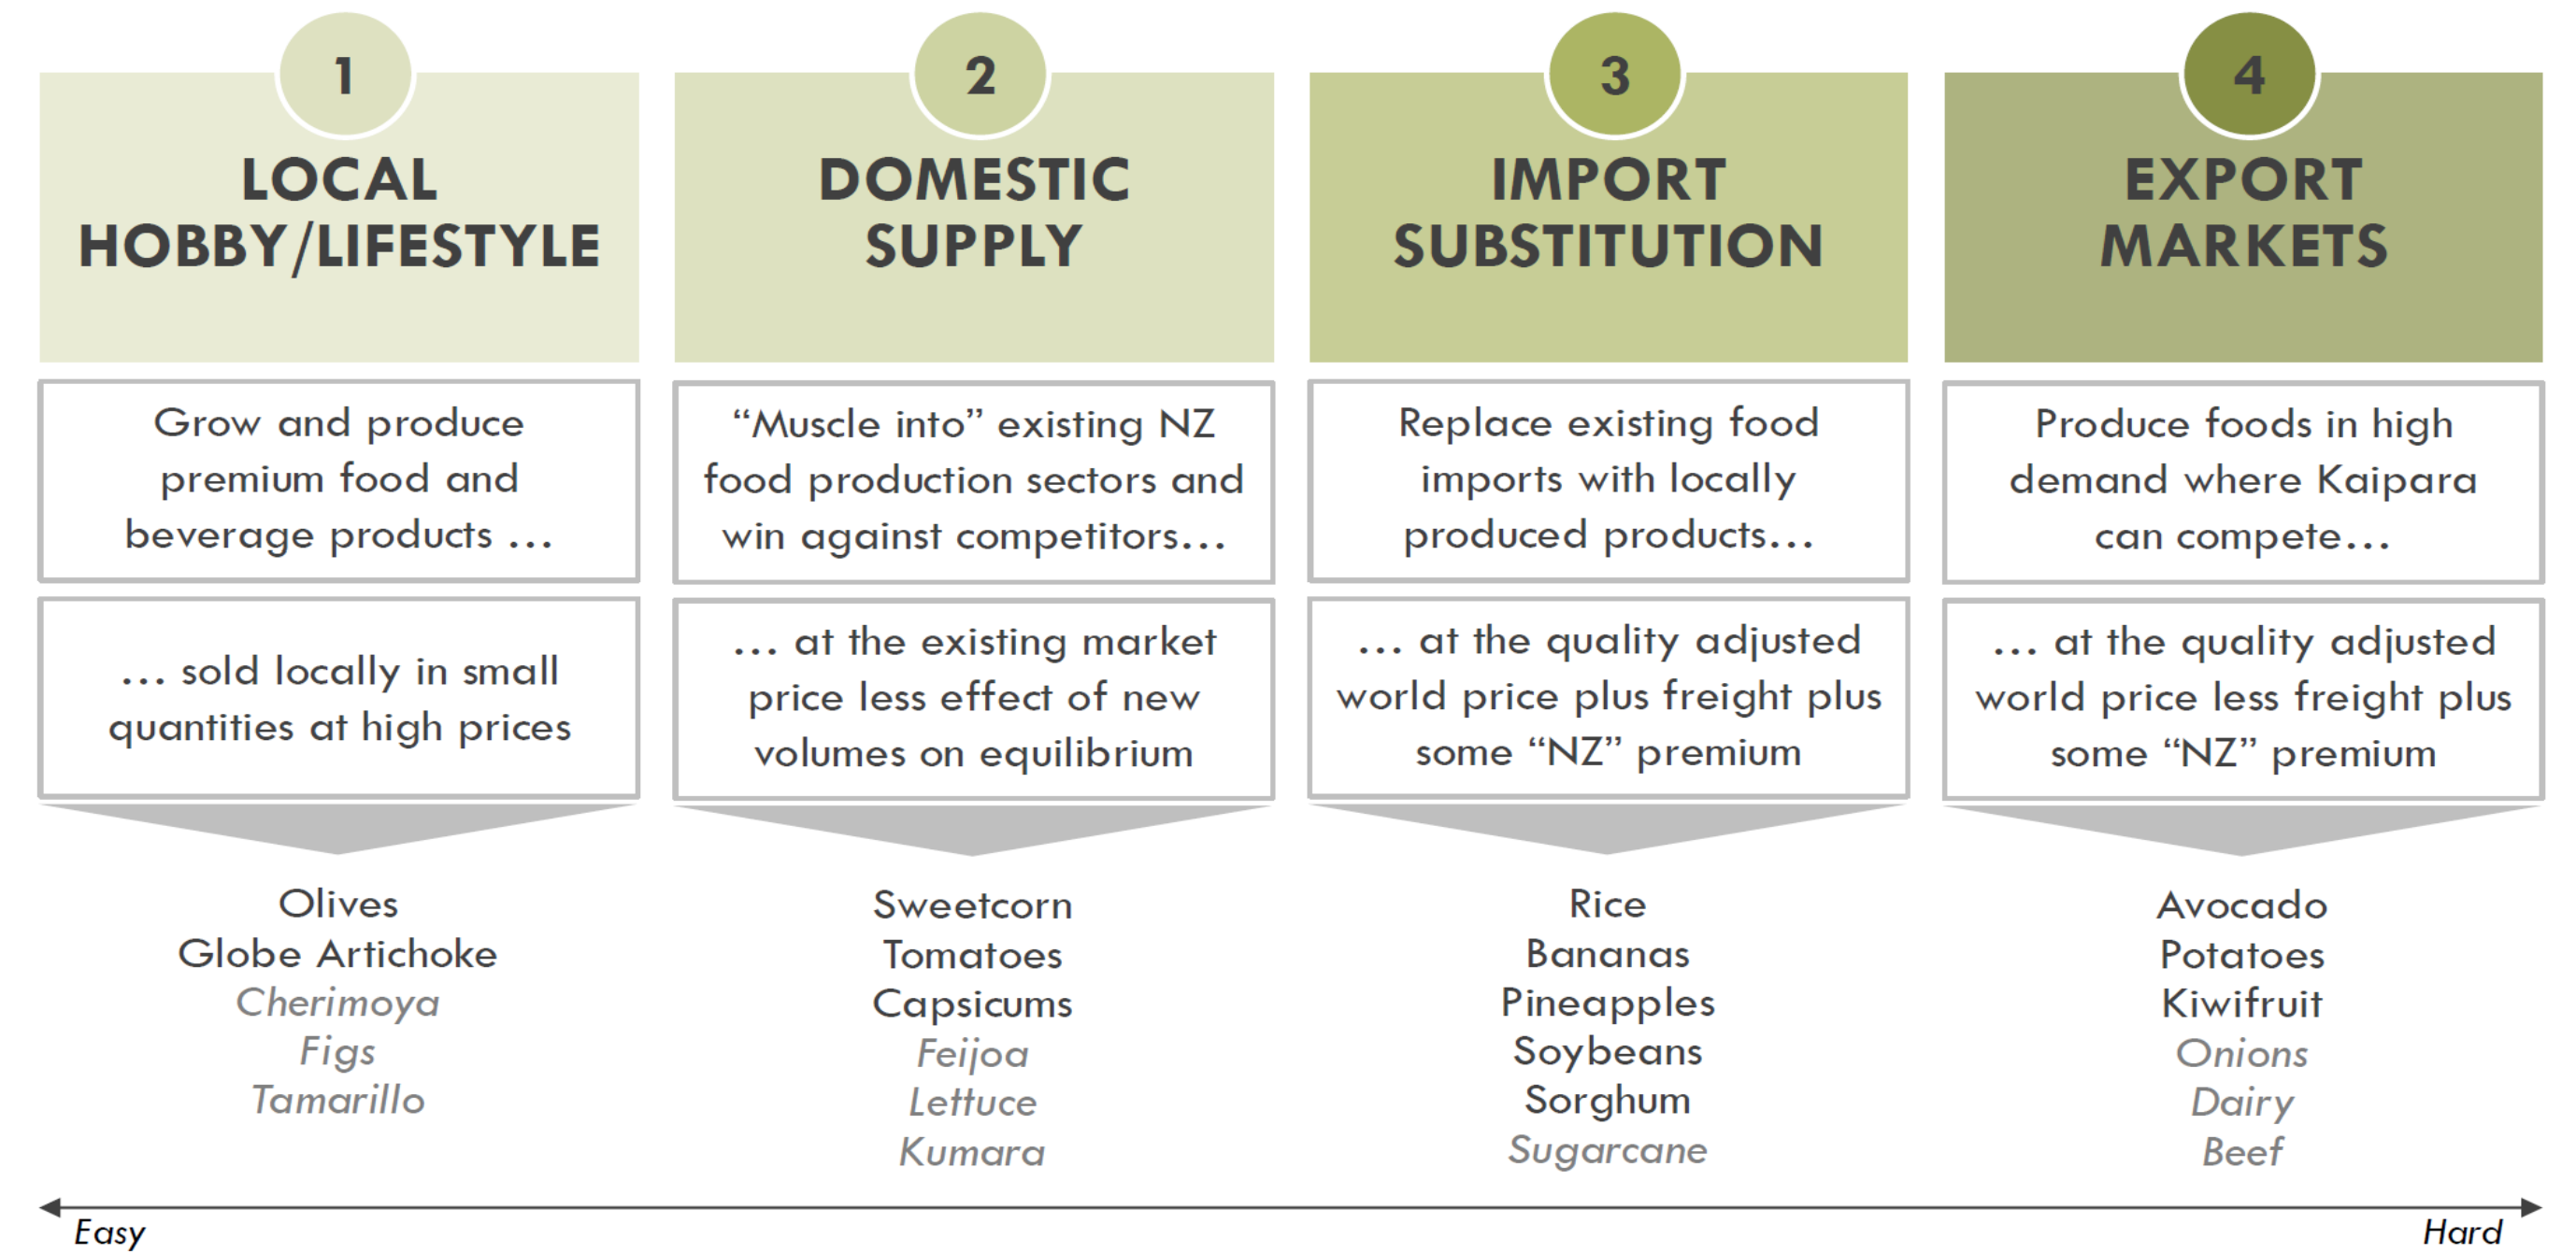 1
LOCAL
HOBBY/LIFESTYLE
Grow and produce
premium food and
beverage products ...
... sold locally in small
quantities at high prices
Olives
Globe Artichoke
Cherimoya
Figs
Tamarillo
2
DOMESTIC
SUPPLY
“Muscle into” existing NZ
food production sectors and
win against competitors...
... at the existing market
price less effect of new
volumes on equilibrium
Sweetcorn
Tomatoes
Capsicums
Feijoa
Lettuce
Kumara
3
IMPORT
SUBSTITUTION
Replace existing food
imports with locally
produced products...
... at the quality adjusted
world price plus freight plus
some “NZ” premium
Rice
Bananas
Pineapples
Soybeans
Sorghum
Sugarcane
4
EXPORT
MARKETS
Produce foods in high
demand where Kaipara
can compete...
... at the quality adjusted
world price less freight plus
some “NZ” premium
Avocado
Potatoes
Kiwifruit
Onions
Dairy
Beef
Easy
Hard